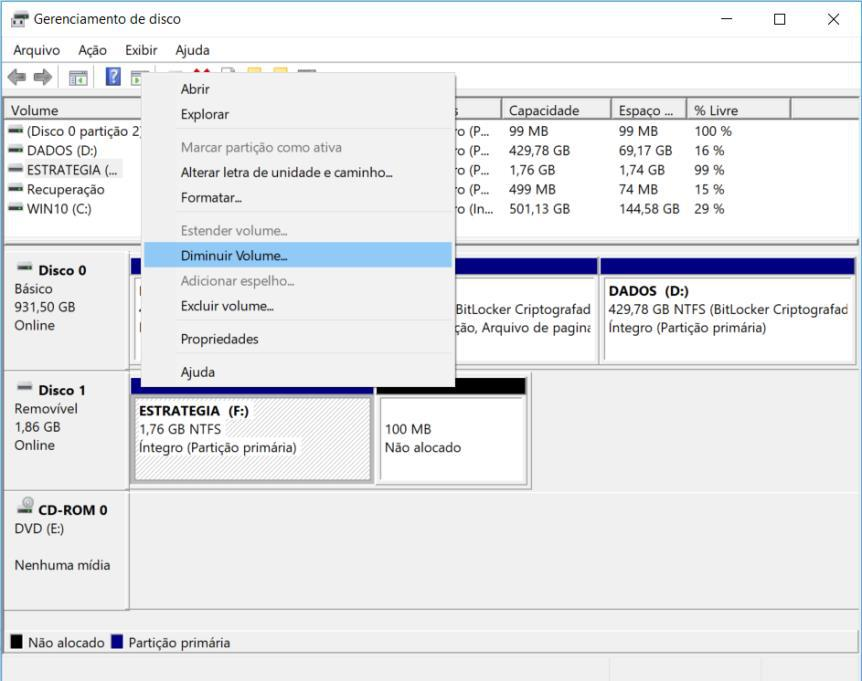 Gerenciamento de disco
Arquivo Ação Exibir Ajuda
Abrir
Explorar
Marcar partição como ativa
Alterar letra de unidade e caminho...
Formatar...
Estender volume...
Diminuir Volume...
Adicionar espelho...
Excluir volume...
Propriedades
Ajuda
Volume s Capacidade Espaço ... % Livre
(Disco 0 partição 2) ro (P... 99 MB 99 MB 100 %
DADOS (D:) ro (P... 429,78 GB 69,17 GB 16 %
ESTRATEGIA (... ro (P... 1,76 GB 1,74 GB 99 %
Recuperação ro (P... 499 MB 74 MB 15 %
WIN10 (C:) ro (In... 501,13 GB 144,58 GB 29 %
Disco 0
Básico
931,50 GB
Online
BitLocker Criptografad
ção, Arquivo de pagina
DADOS (D:)
429,78 GB NTFS (BitLocker Criptografad
Íntegro (Partição primária)
Disco 1
Removível
1,86 GB
Online
ESTRATEGIA (F:)
1,76 GB NTFS
Íntegro (Partição primária)
100 MB
Não alocado
CD-ROM 0
DVD (E:)
Nenhuma mídia
Não alocado Partição primária